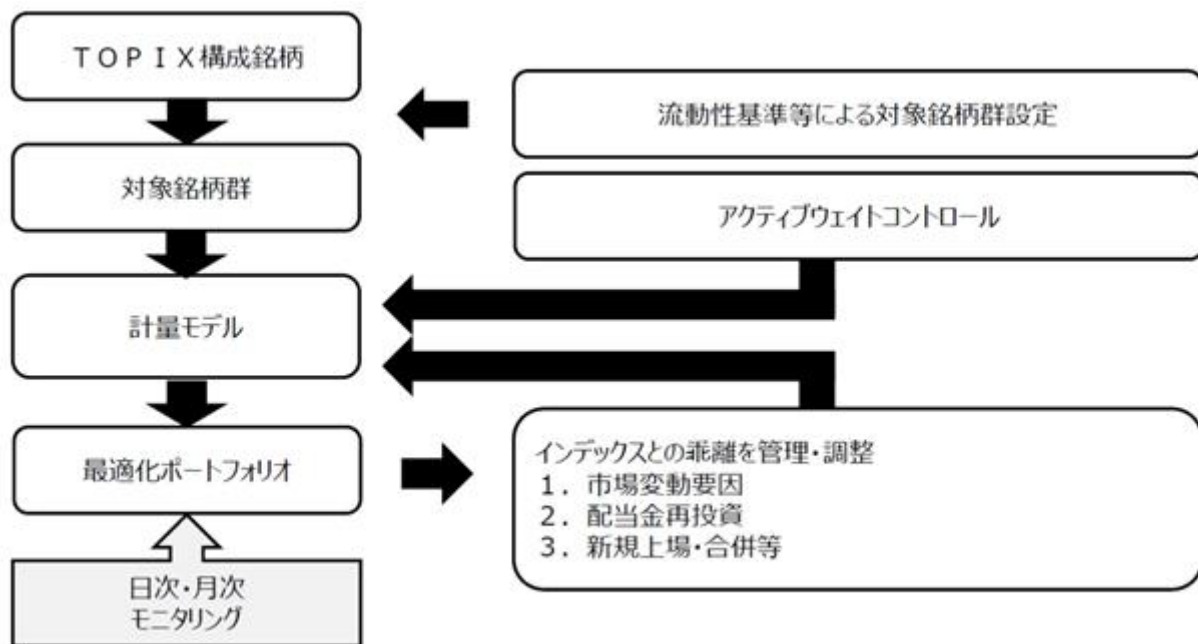 TOPIX構成銘柄
流動性基準等による対象銘柄群設定
対象銘柄群
アクティブウェイトコントロール
計量モデル
最適化ポートフォリオ
インデックスとの乖離を管理・調整
1．市場変動要因
2．配当金再投資
3．新規上場・合併等
日次・月次
モニタリング